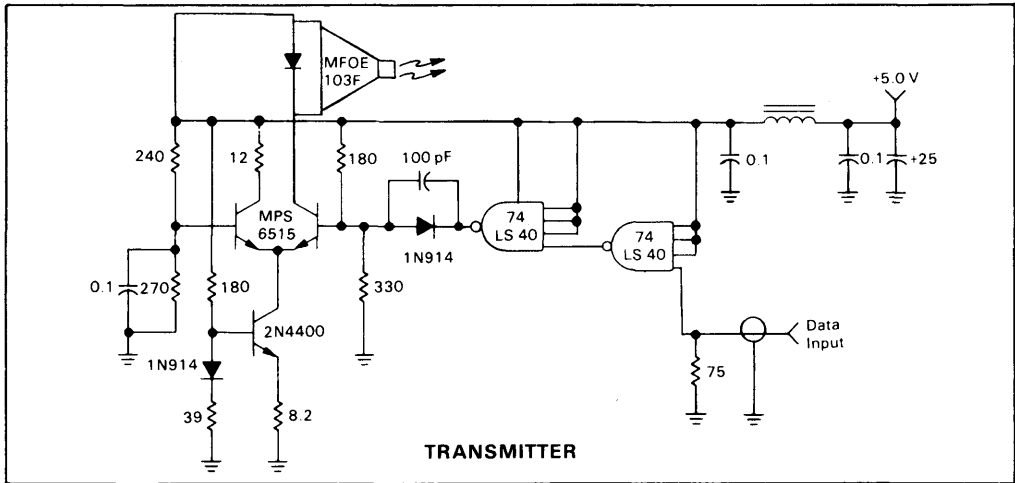 MFOE
103F
+5.0 V
240
12
180
100 pF
0.1
0.1
+25
MPS
6515
74
LS 40
74
LS 40
1N914
0.1
270
180
330
2N4400
Data
Input
1N914
75
39
8.2
TRANSMITTER